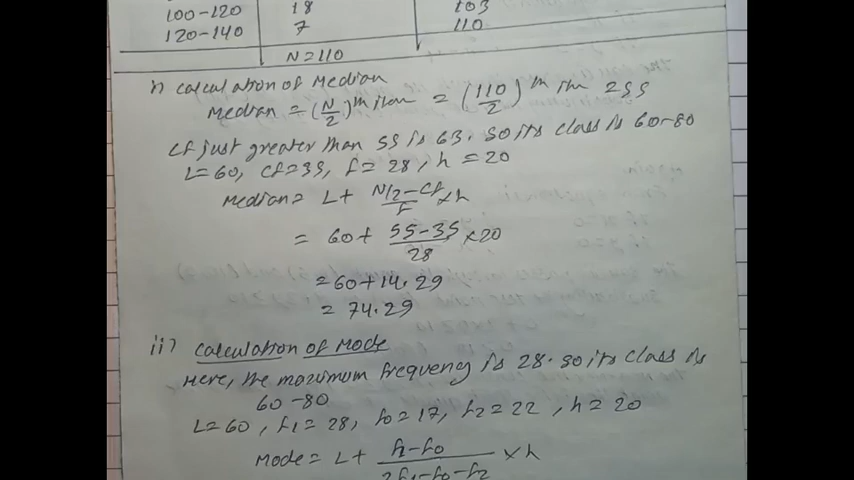 100-120 18 103
120-140 7 110
N=110
i) Calculation of Median
Median = (N/2)th item = (110/2)th item = 55
Cf just greater than 55 is 63. So its class is 60-80
L=60, Cf=35, f=28, h=20
Median = L + N/2-Cf/f ×h
= 60 + 55-35/28 ×20
= 60+14.29
= 74.29
ii) Calculation of Mode
Here, the maximum frequency is 28. So its class is
60-80
L=60, f1=28, f0=17, f2=22, h=20
Mode = L + f1-f0/2f1-f0-f2 ×h